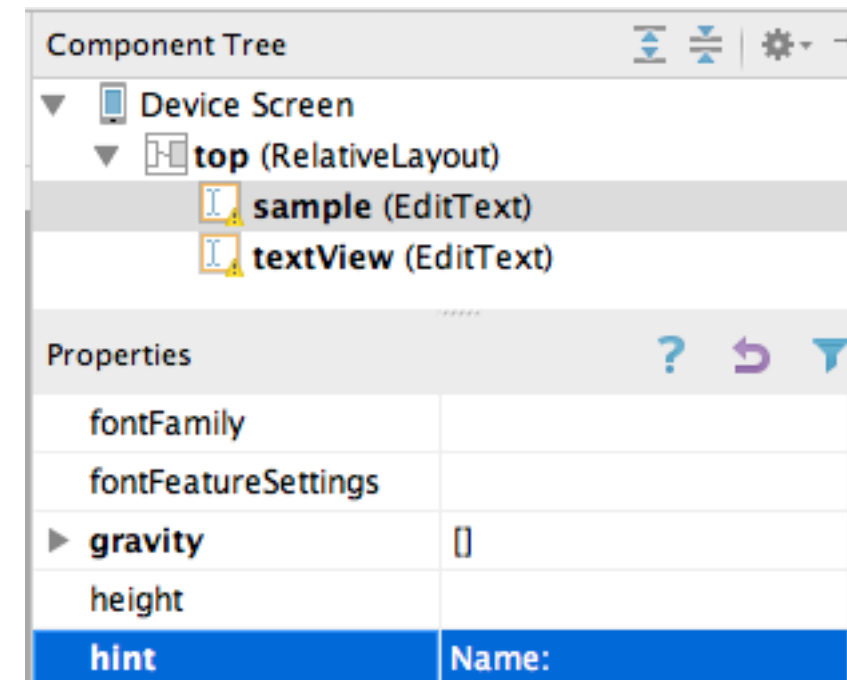 Component Tree
Device Screen
top (RelativeLayout)
sample (EditText)
textView (EditText)
Properties
?
fontFamily
fontFeatureSettings
gravity []
height
hint Name: